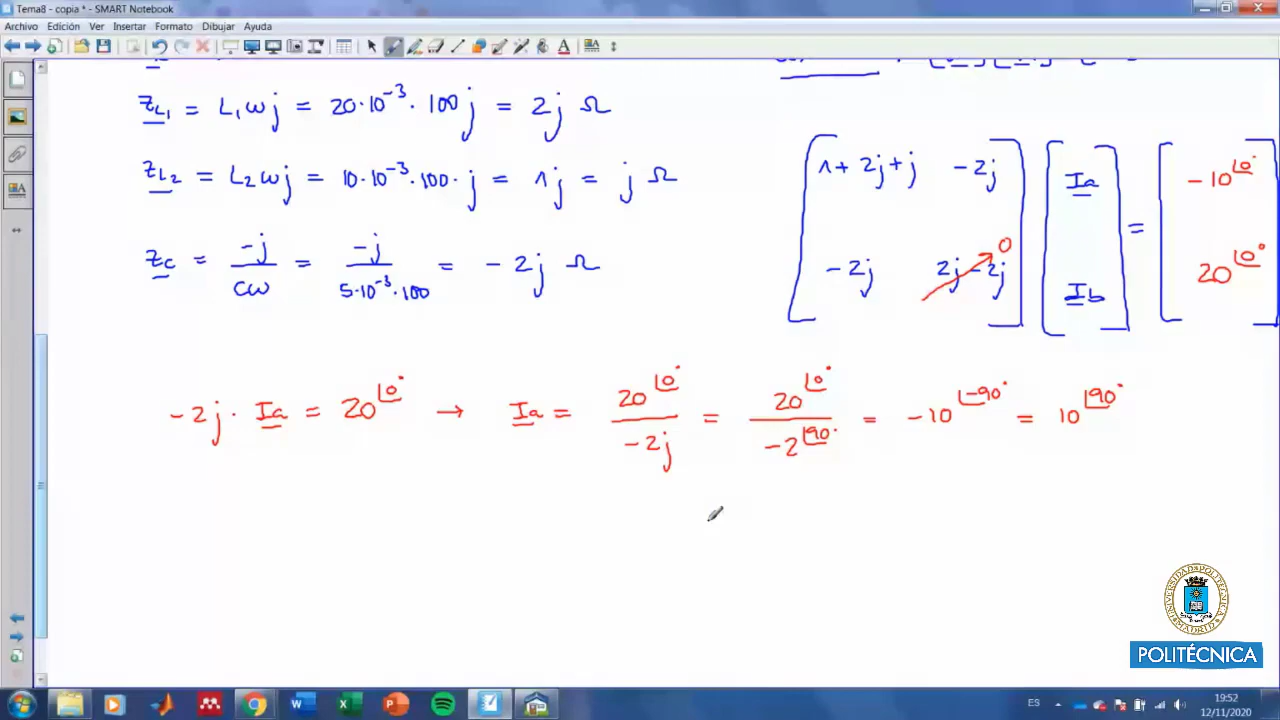 Tema8 - copia * - SMART Notebook
Archivo Edición Ver Insertar Formato Dibujar Ayuda
Z_L1 = L1ωj = 20·10⁻³ · 100j = 2j Ω
Z_L2 = L2ωj = 10·10⁻³·100·j = 1j = j Ω
Z_C = -j/Cω = -j/5·10⁻³·100 = -2j Ω
[1+2j+j -2j] [Ia] = [-10∠0°]
[-2j 2j-2j 0] [Ib] [20∠0°]
-2j · Ia = 20∠0° → Ia = 20∠0°/-2j = 20∠0°/-2∠90° = -10∠-90° = 10∠90°
POLITÉCNICA
ES
19:52
12/11/2020